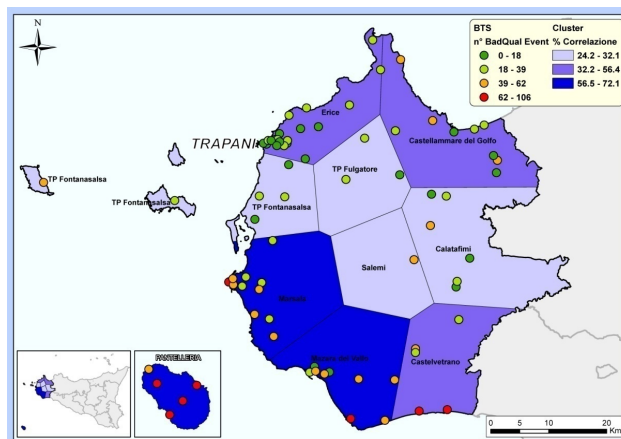 N
BTS
n° BadQual Event
0 - 18
18 - 39
39 - 62
62 - 106
Cluster
% Correlazione
24.2 - 32.1
32.2 - 56.4
56.5 - 72.1
Erice
Castellammare del Golfo
TRAPANI
TP Fulgatore
TP Fontanasalsa
TP Fontanasalsa
TP Fontanasalsa
Calatafimi
Salemi
Marsala
Mazara del Vallo
Castelvetrano
PANTELLERIA
0 5 10 20
Km